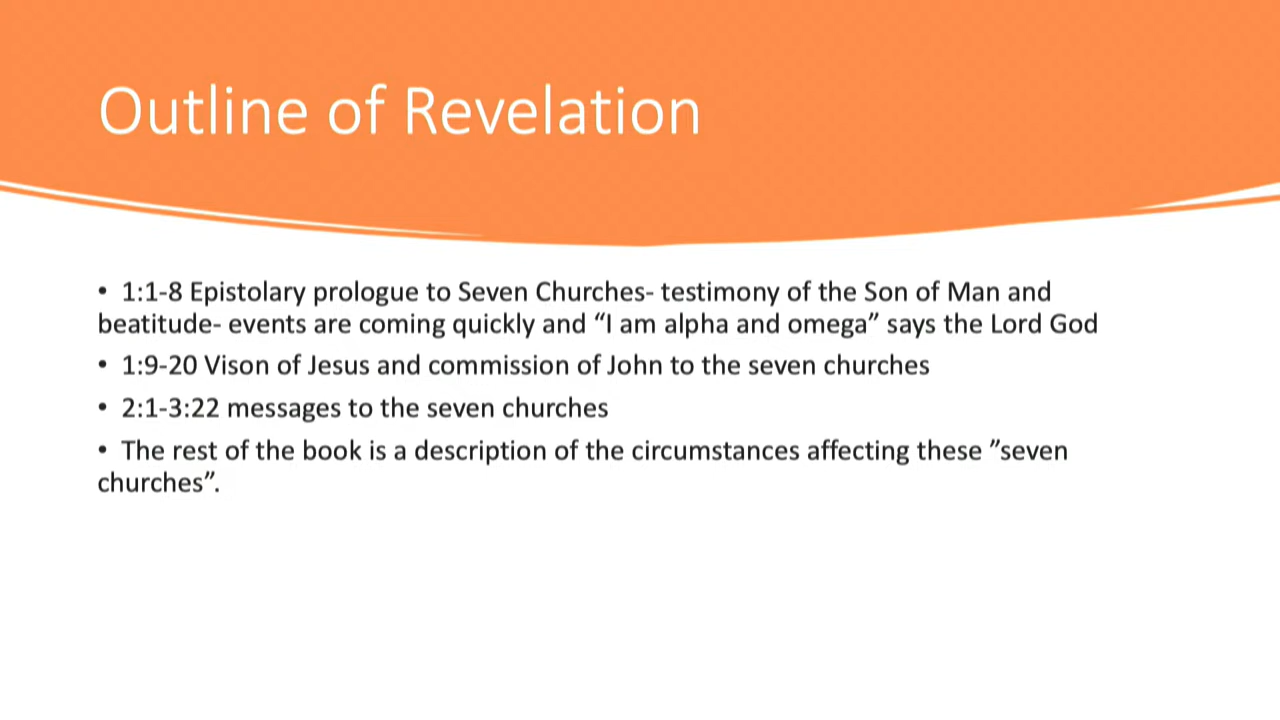 Outline of Revelation
• 1:1-8 Epistolary prologue to Seven Churches- testimony of the Son of Man and
beatitude- events are coming quickly and “I am alpha and omega” says the Lord God
• 1:9-20 Vison of Jesus and commission of John to the seven churches
• 2:1-3:22 messages to the seven churches
• The rest of the book is a description of the circumstances affecting these ”seven
churches”.